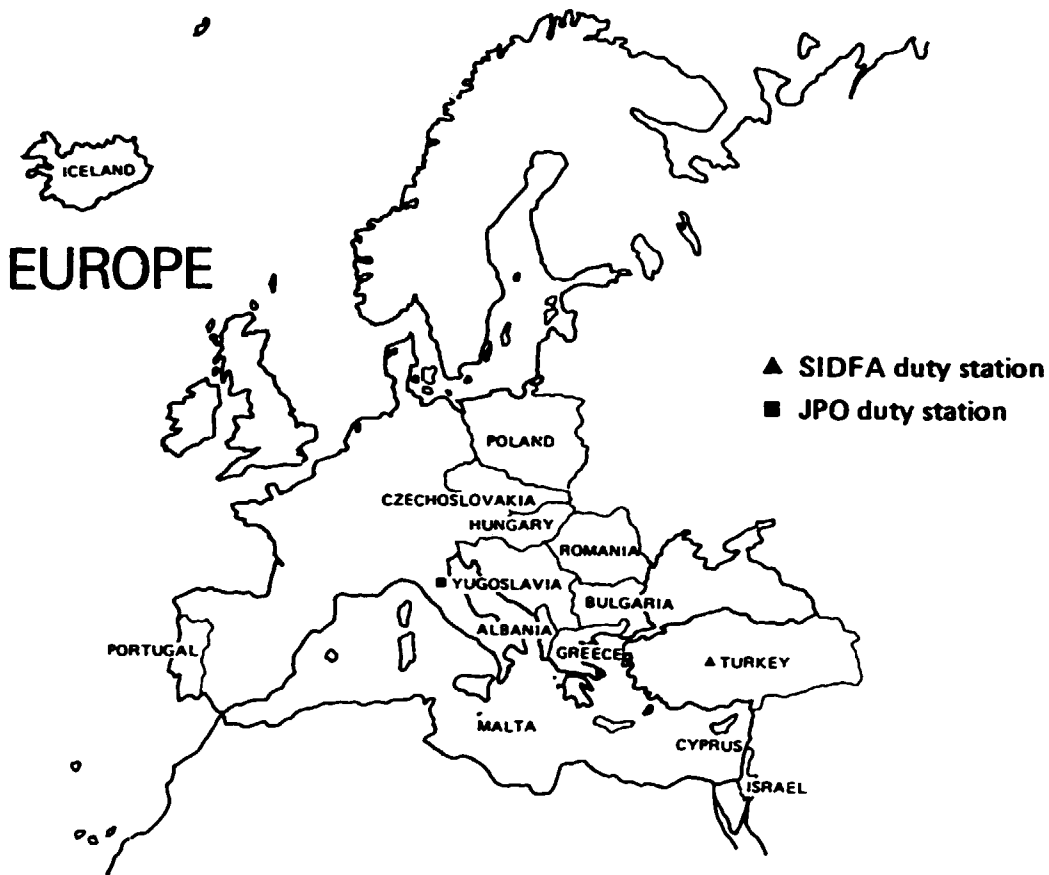 ICELAND
EUROPE
▲ SIDFA duty station
■ JPO duty station
POLAND
CZECHOSLOVAKIA
HUNGARY
ROMANIA
YUGOSLAVIA
BULGARIA
ALBANIA
PORTUGAL
GREECE
TURKEY
MALTA
CYPRUS
ISRAEL